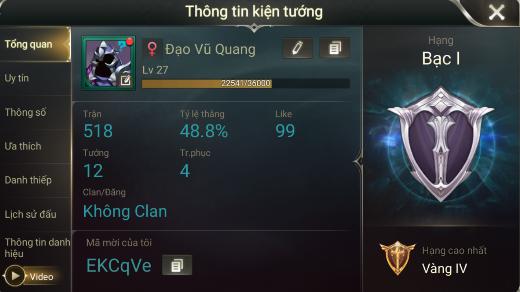 Thông tin kiện tướng
Tổng quan
Uy tín
Thông số
Ưa thích
Danh thiếp
Lịch sử đấu
Thông tin danh hiệu
Video
Đạo Vũ Quang
Lv 27
22541/36000
Trận Tỷ lệ thắng Like
518 48.8% 99
Tướng Tr.phục
12 4
Clan/Đảng
Không Clan
Mã mời của tôi
EKCqVe
Hạng
Bạc I
Hạng cao nhất
Vàng IV